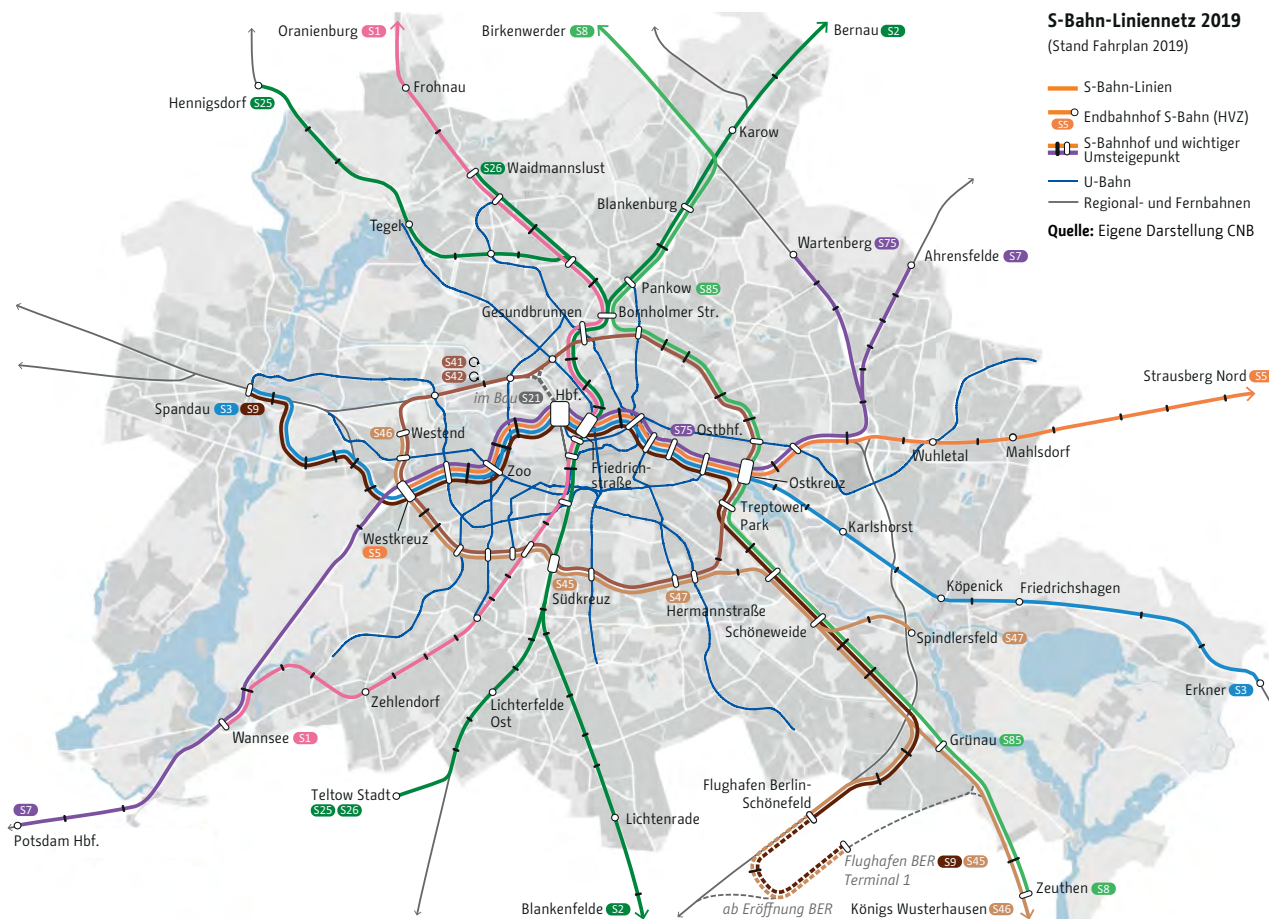 S-Bahn-Liniennetz 2019
(Stand Fahrplan 2019)
S-Bahn-Linien
Endbahnhof S-Bahn (HVZ)
S5
S-Bahnhof und wichtiger
Umsteigepunkt
U-Bahn
Regional- und Fernbahnen
Quelle: Eigene Darstellung CNB
Oranienburg S1
Birkenwerder S8
Bernau S2
Frohnau
Hennigsdorf S25
Karow
S26 Waidmannslust
Blankenburg
Tegel
Wartenberg S75
Ahrensfelde S7
Pankow S85
Gesundbrunnen
Bornholmer Str.
S41
S42
im Bau S21
Hbf.
Strausberg Nord S5
Spandau S3 S9
S46 Westend
S75 Ostbhf.
Wuhletal
Mahlsdorf
Zoo
Friedrich-
straße
Ostkreuz
Treptower
Park
Karlshorst
Westkreuz
S5
S45
Südkreuz
S47
Hermannstraße
Köpenick
Friedrichshagen
Schöneweide
Spindlersfeld S47
Erkner S3
Zehlendorf
Lichterfelde
Ost
Wannsee S1
Grünau S85
Teltow Stadt
S25 S26
Flughafen Berlin-
Schönefeld
S7
Potsdam Hbf.
Lichtenrade
Flughafen BER S9 S45
Terminal 1
Zeuthen S8
ab Eröffnung BER
Blankenfelde S2
Königs Wusterhausen S46